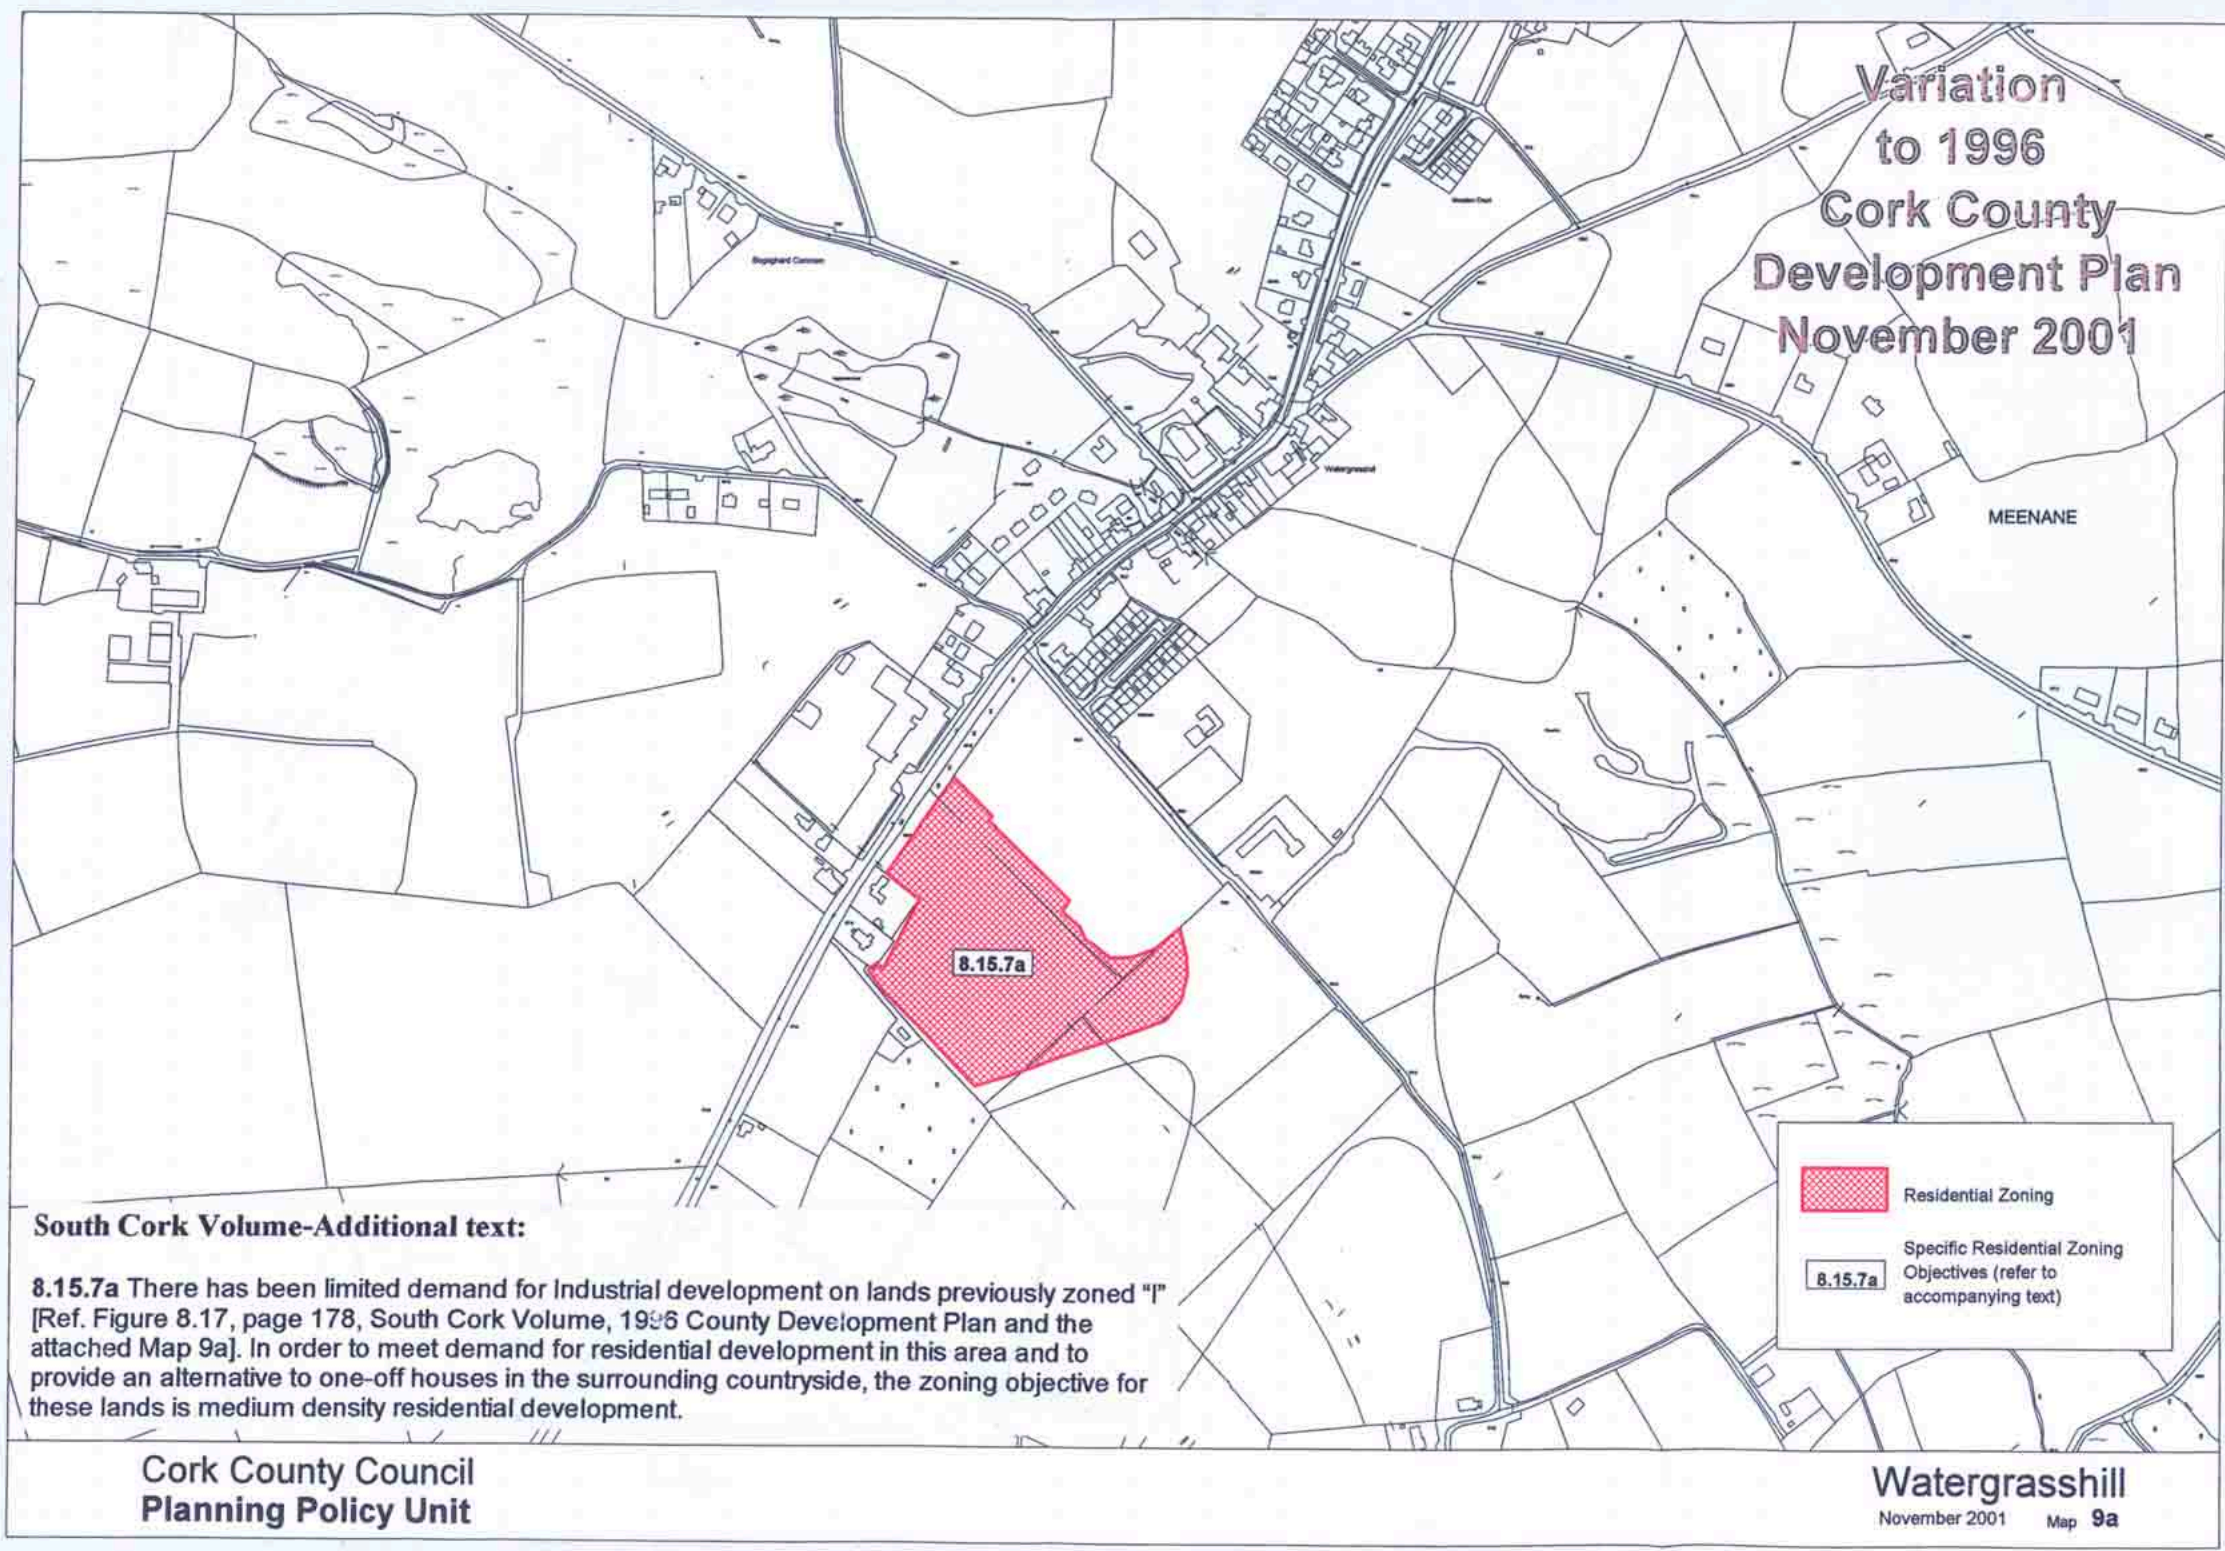 Variation
to 1996
Cork County
Development Plan
November 2001
MEENANE
8.15.7a
Residential Zoning
8.15.7a
Specific Residential Zoning
Objectives (refer to
accompanying text)
South Cork Volume-Additional text:
8.15.7a There has been limited demand for Industrial development on lands previously zoned "I"
[Ref. Figure 8.17, page 178, South Cork Volume, 1996 County Development Plan and the
attached Map 9a]. In order to meet demand for residential development in this area and to
provide an alternative to one-off houses in the surrounding countryside, the zoning objective for
these lands is medium density residential development.
Cork County Council
Planning Policy Unit
Watergrasshill
November 2001 Map 9a